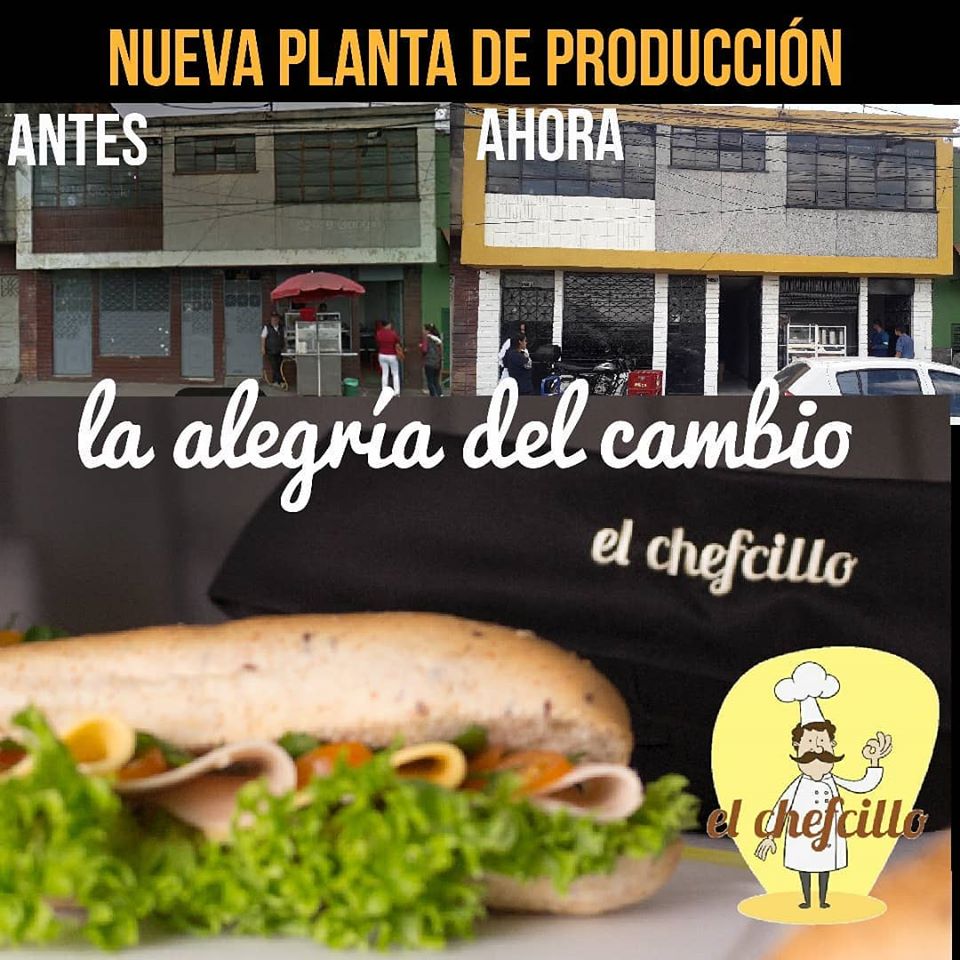 NUEVA PLANTA DE PRODUCCIÓN
ANTES
AHORA
la alegría del cambio
el chefcillo
el chefcillo